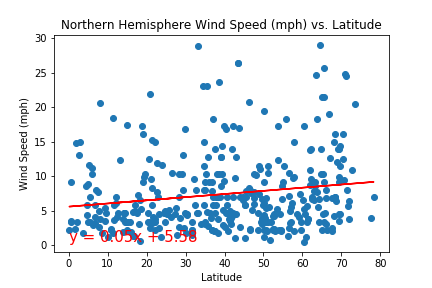 Northern Hemisphere Wind Speed (mph) vs. Latitude
30
25
20
15
10
5
0
Wind Speed (mph)
y = 0.05x + 5.58
0 10 20 30 40 50 60 70 80
Latitude